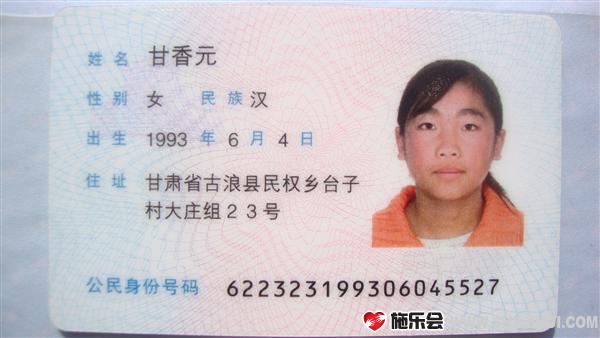 姓名 甘香元
性别 女 民族 汉
出生 1993 年 6 月 4 日
住址 甘肃省古浪县民权乡台子
村大庄组23号
公民身份号码 622323199306045527
施乐会